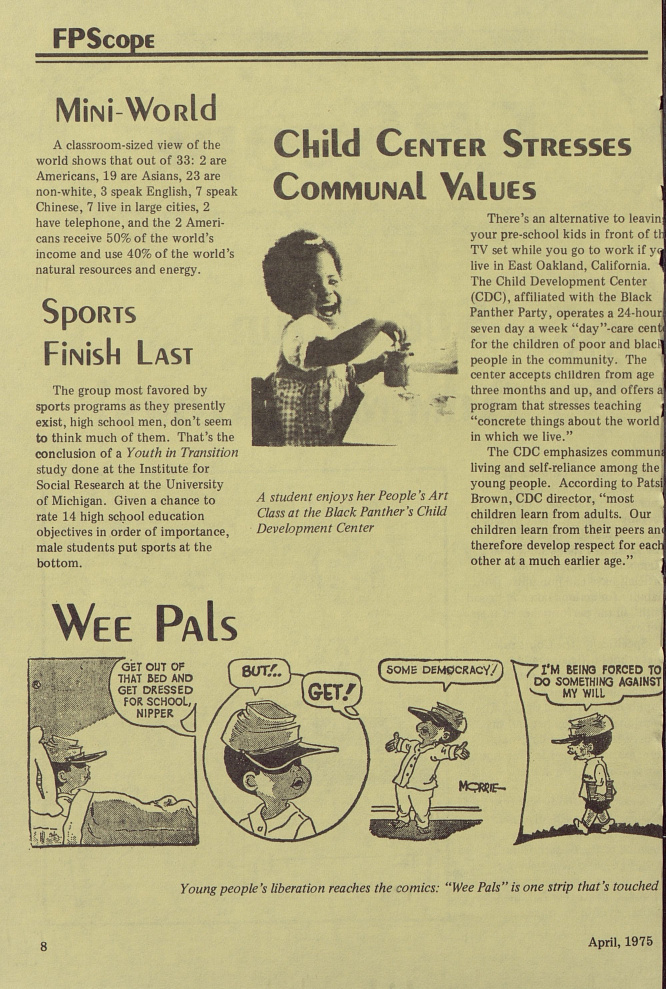 FPScope
Mini-World
A classroom-sized view of the
world shows that out of 33: 2 are
Americans, 19 are Asians, 23 are
non-white, 3 speak English, 7 speak
Chinese, 7 live in large cities, 2
have telephone, and the 2 Ameri-
cans receive 50% of the world's
income and use 40% of the world's
natural resources and energy.
Sports
Finish Last
The group most favored by
sports programs as they presently
exist, high school men, don't seem
to think much of them. That's the
conclusion of a Youth in Transition
study done at the Institute for
Social Research at the University
of Michigan. Given a chance to
rate 14 high school education
objectives in order of importance,
male students put sports at the
bottom.
Child Center Stresses
Communal Values
A student enjoys her People's Art
Class at the Black Panther's Child
Development Center
There's an alternative to leaving
your pre-school kids in front of th
TV set while you go to work if yo
live in East Oakland, California.
The Child Development Center
(CDC), affiliated with the Black
Panther Party, operates a 24-hour
seven day a week "day"-care cent
for the children of poor and black
people in the community. The
center accepts children from age
three months and up, and offers a
program that stresses teaching
"concrete things about the world
in which we live."
The CDC emphasizes communa
living and self-reliance among the
young people. According to Patsi
Brown, CDC director, "most
children learn from adults. Our
children learn from their peers and
therefore develop respect for each
other at a much earlier age."
Wee Pals
GET OUT OF
THAT BED AND
GET DRESSED
FOR SCHOOL,
NIPPER
BUT!..
GET!
SOME DEMOCRACY!
MORRIE
I'M BEING FORCED TO
DO SOMETHING AGAINST
MY WILL
Young people's liberation reaches the comics: "Wee Pals" is one strip that's touched
8
April, 1975